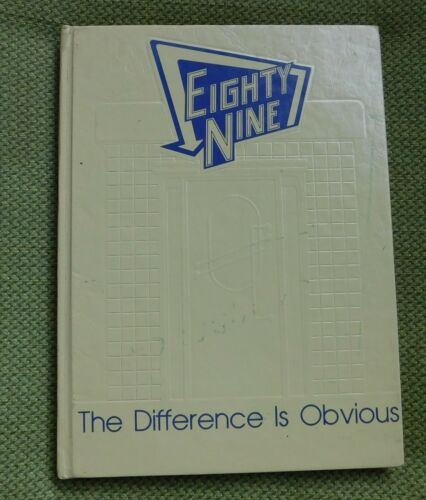 EIGHTY
NINE
The Difference Is Obvious